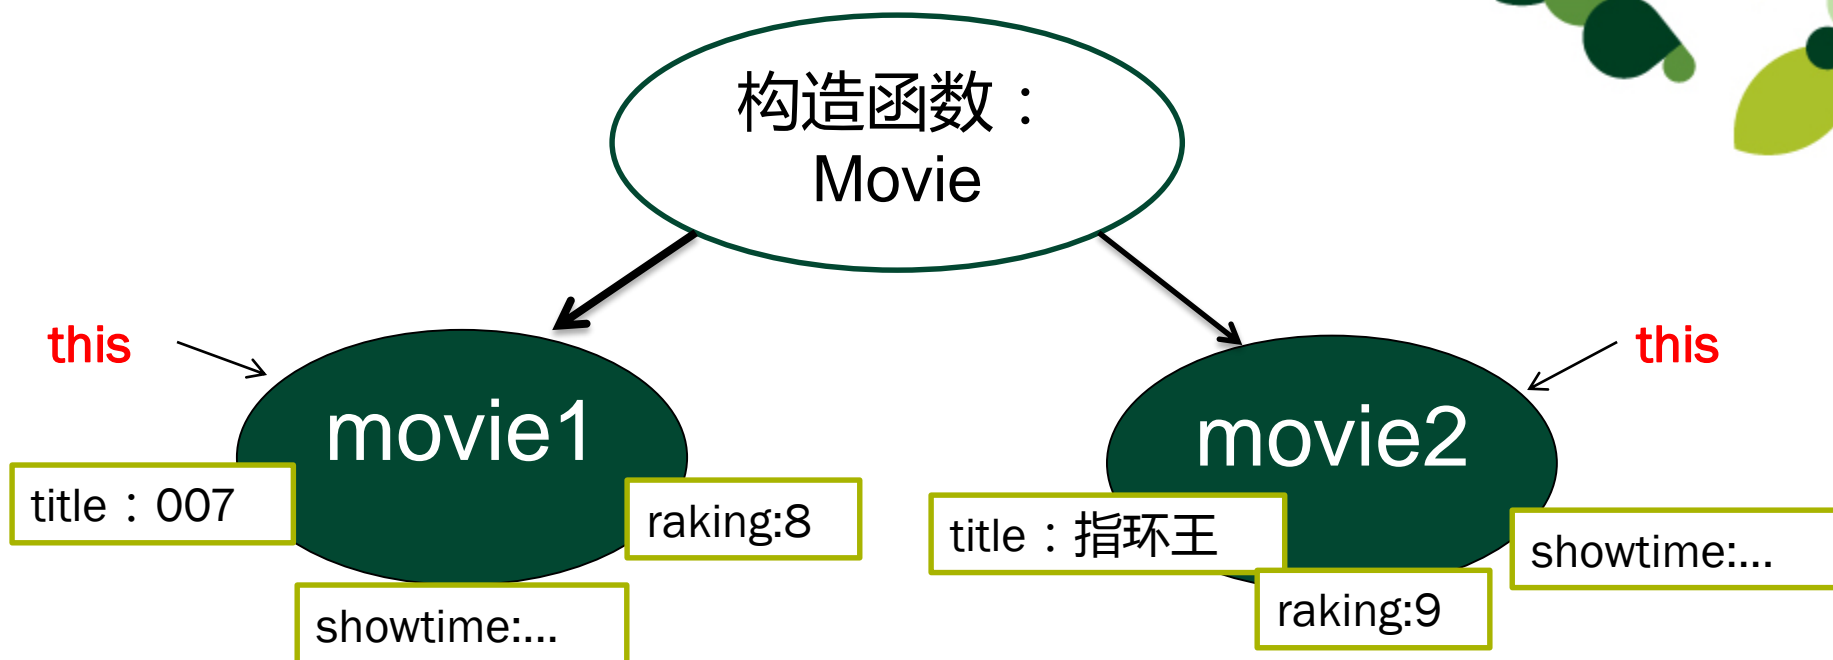 构造函数：
Movie
this
this
movie1
movie2
title：007
raking:8
showtime:...
title：指环王
raking:9
showtime:...